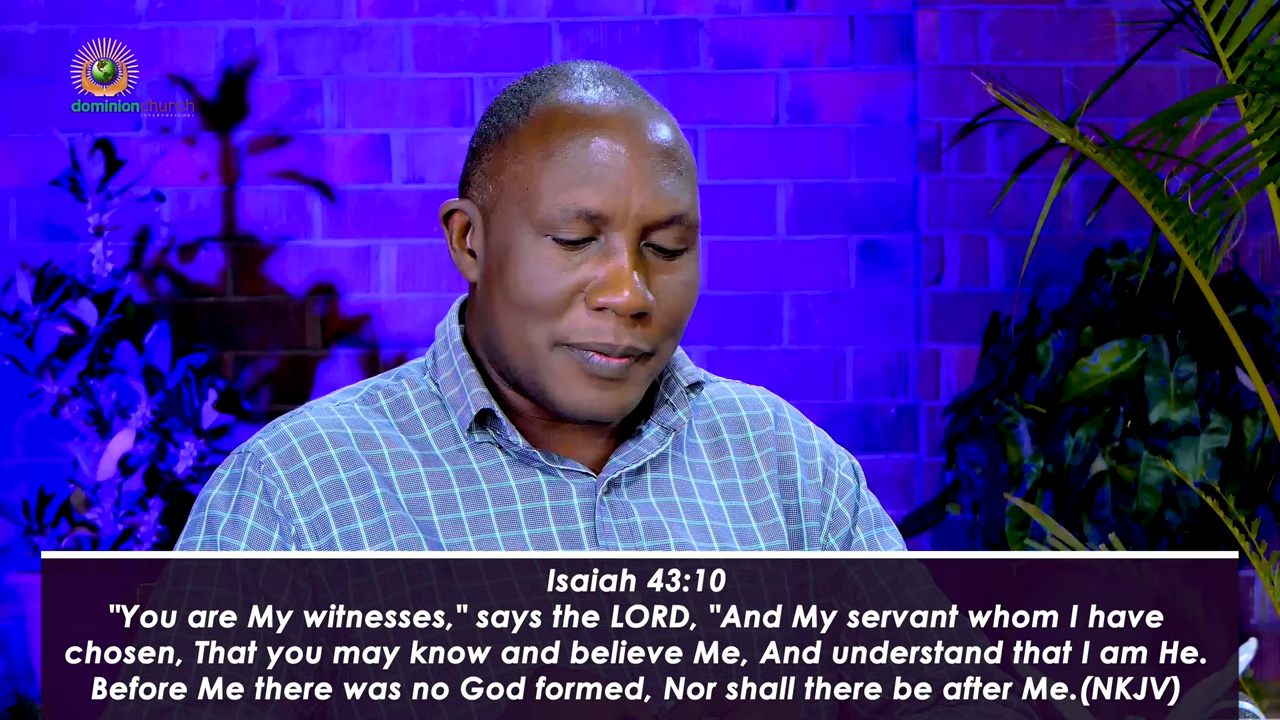 dominionchurch
INTERNATIONAL
Isaiah 43:10
"You are My witnesses," says the LORD, "And My servant whom I have
chosen, That you may know and believe Me, And understand that I am He.
Before Me there was no God formed, Nor shall there be after Me.(NKJV)